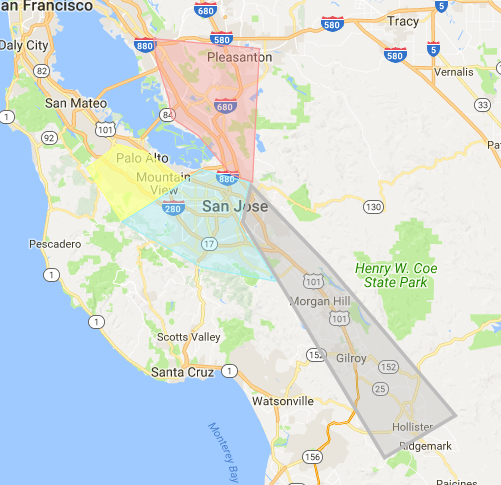 an Francisco
680
5
580
Tracy
Daly City
880
580
580
5
Pleasanton
82
Vernalis
San Mateo
680
33
1
101
84
92
Palo Alto
Pat
Mountain
View
880
280
San Jose
130
Pescadero
17
1
Henry W. Coe
State Park
101
Morgan Hill
1
101
Scotts Valley
152
Gilroy
Santa Cruz
1
152
25
Watsonville
Hollister
Monterey Bay
Ridgemark
156
Paicines